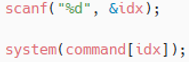 scanf("%d", &idx);
system(command[idx]);